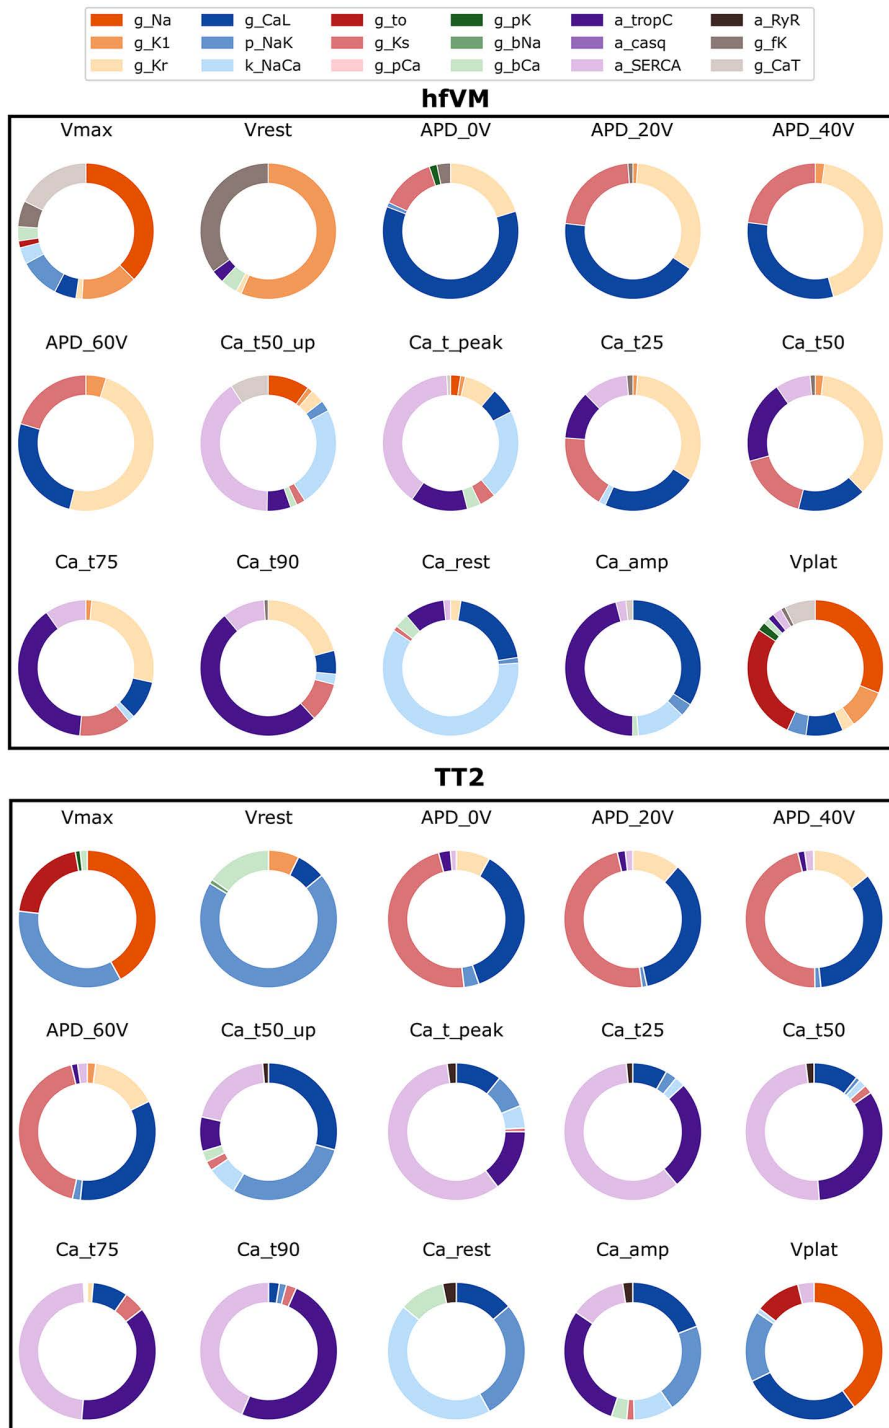 g_Na g_CaL g_to g_pK a_tropC a_RyR
g_K1 p_NaK g_Ks g_bNa a_casq g_fK
g_Kr k_NaCa g_pCa g_bCa a_SERCA g_CaT
hfVM
Vmax Vrest APD_0V APD_20V APD_40V
APD_60V Ca_t50_up Ca_t_peak Ca_t25 Ca_t50
Ca_t75 Ca_t90 Ca_rest Ca_amp Vplat
TT2
Vmax Vrest APD_0V APD_20V APD_40V
APD_60V Ca_t50_up Ca_t_peak Ca_t25 Ca_t50
Ca_t75 Ca_t90 Ca_rest Ca_amp Vplat